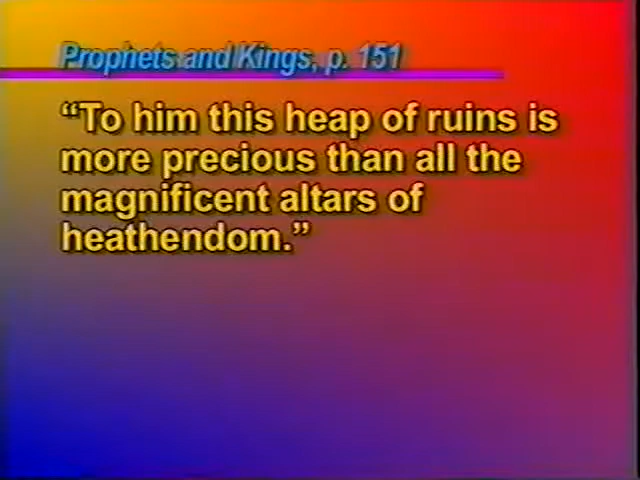 Prophets and Kings, p. 151
“To him this heap of ruins is
more precious than all the
magnificent altars of
heathendom.”